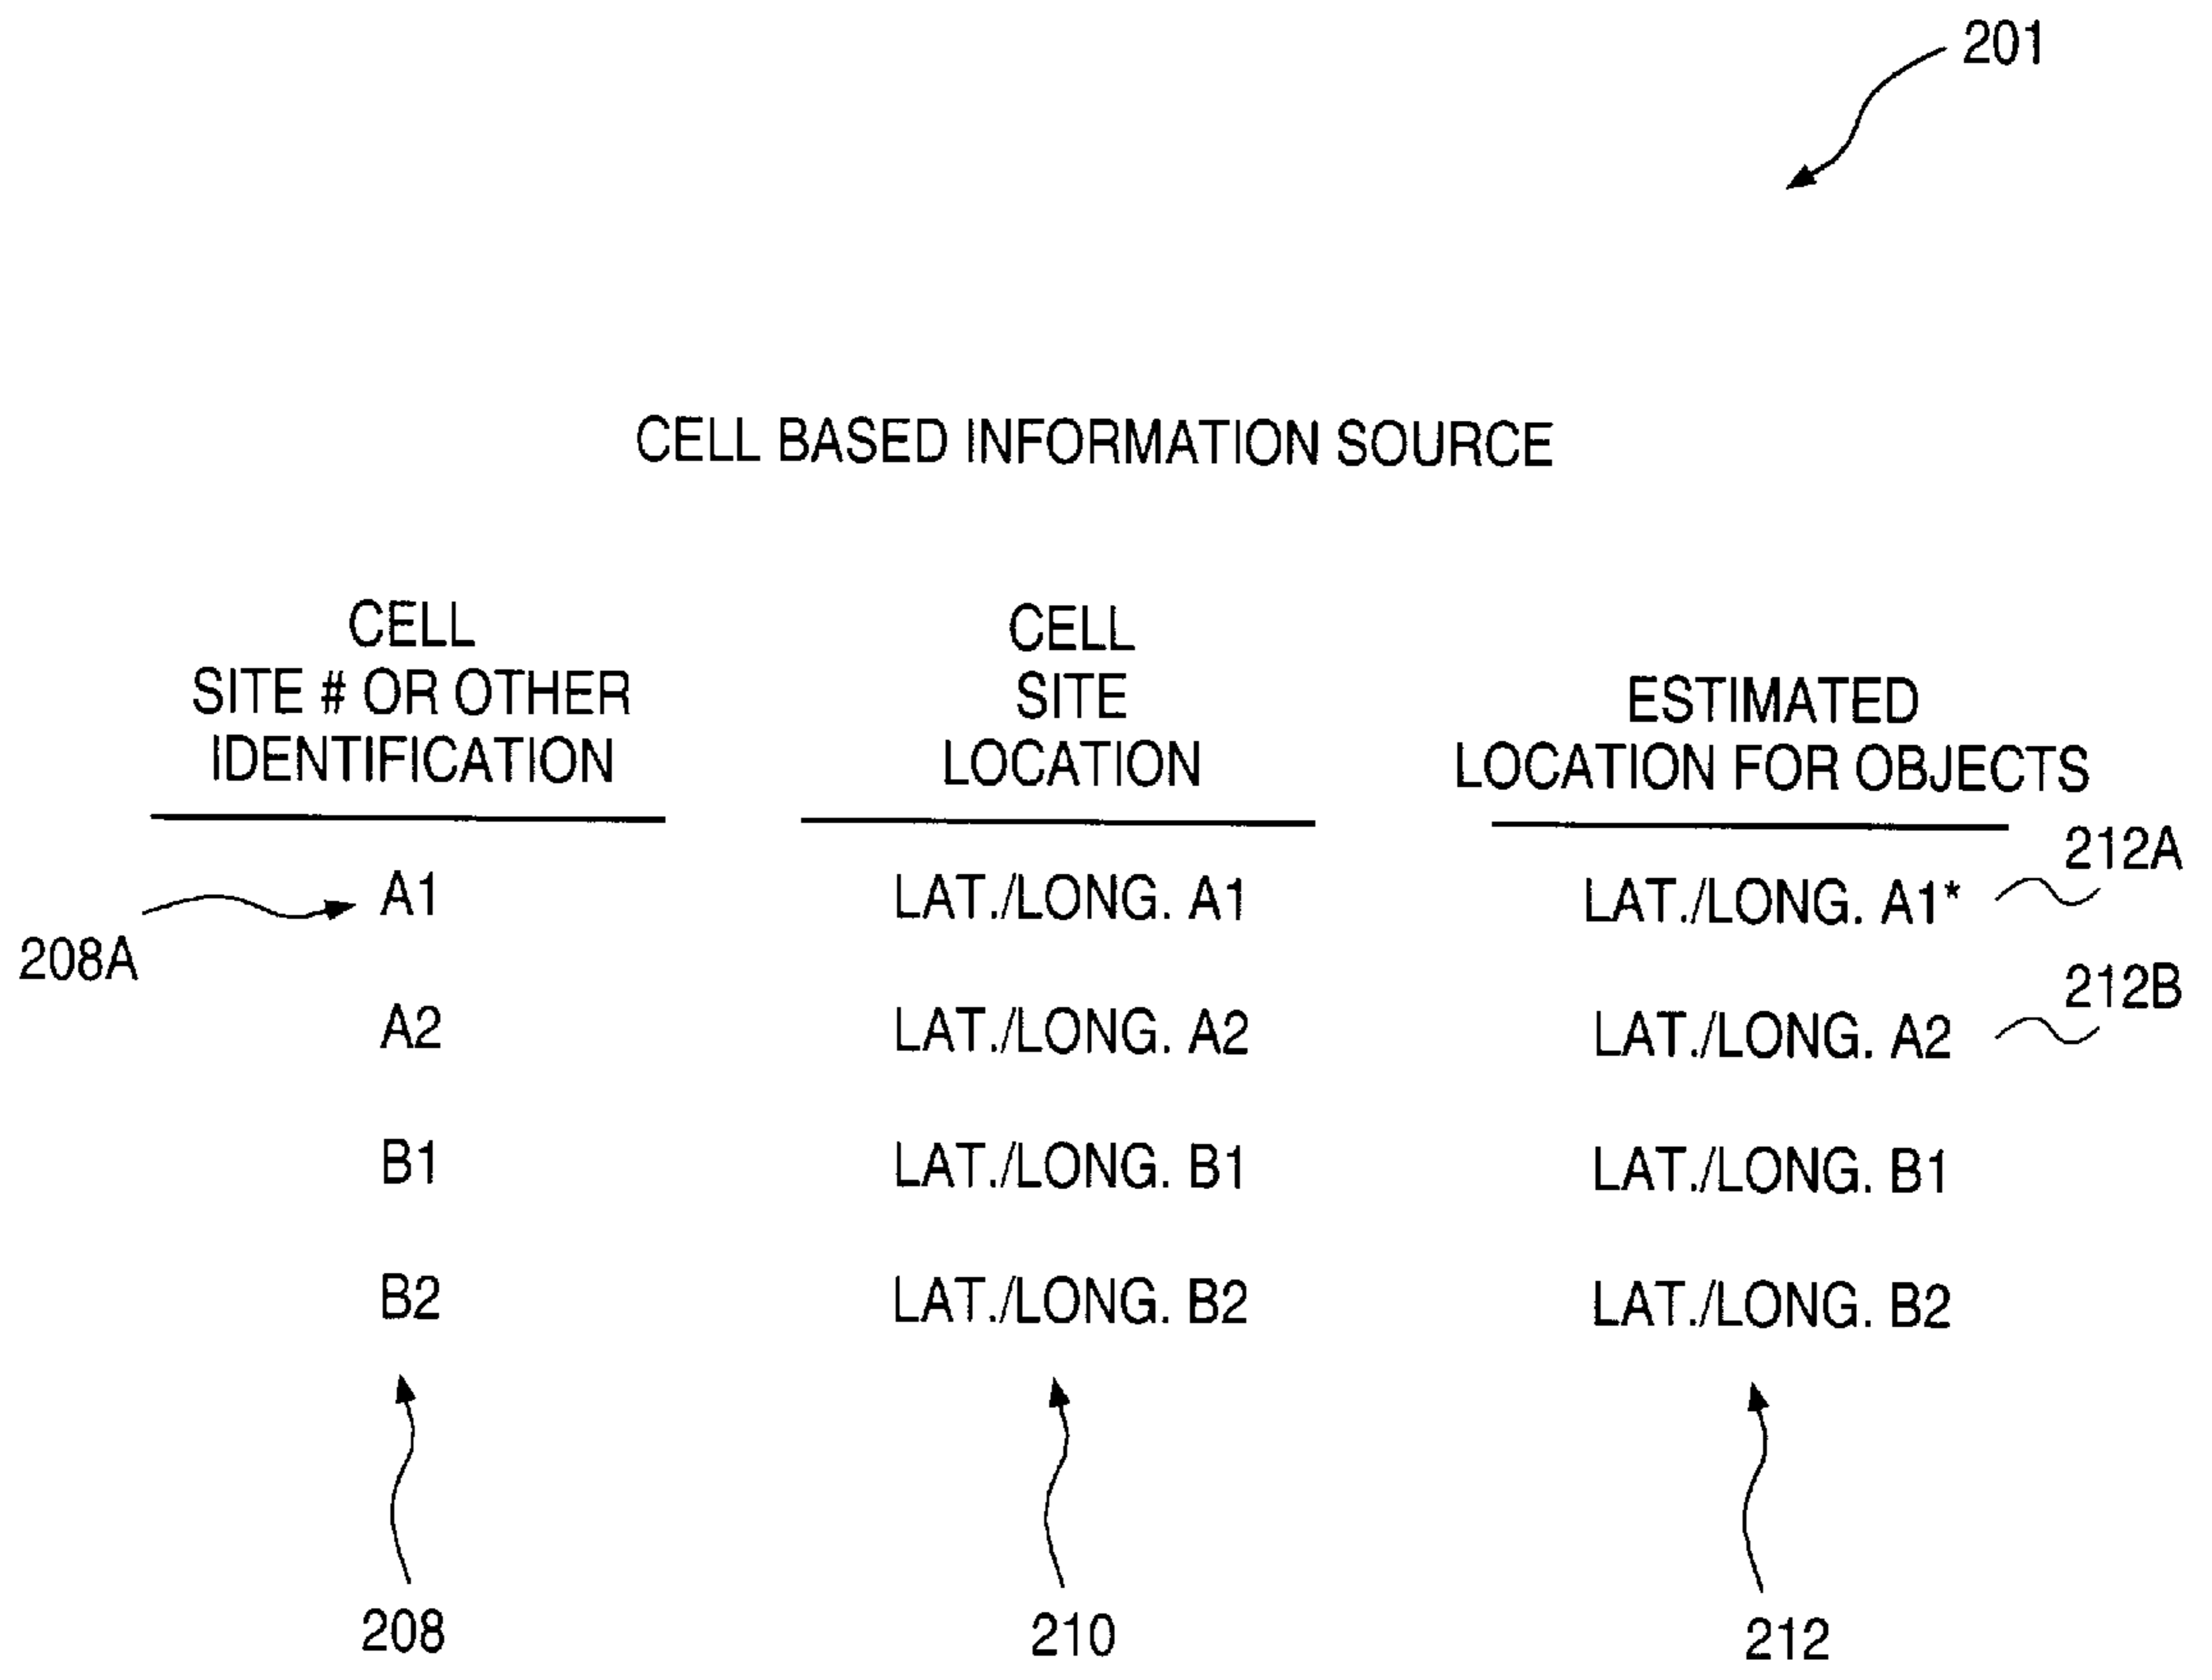 201
CELL BASED INFORMATION SOURCE
CELL
SITE # OR OTHER
IDENTIFICATION
CELL
SITE
LOCATION
ESTIMATED
LOCATION FOR OBJECTS
208A
A1
LAT./LONG. A1
LAT./LONG. A1*
212A
A2
LAT./LONG. A2
LAT./LONG. A2
212B
B1
LAT./LONG. B1
LAT./LONG. B1
B2
LAT./LONG. B2
LAT./LONG. B2
208
210
212